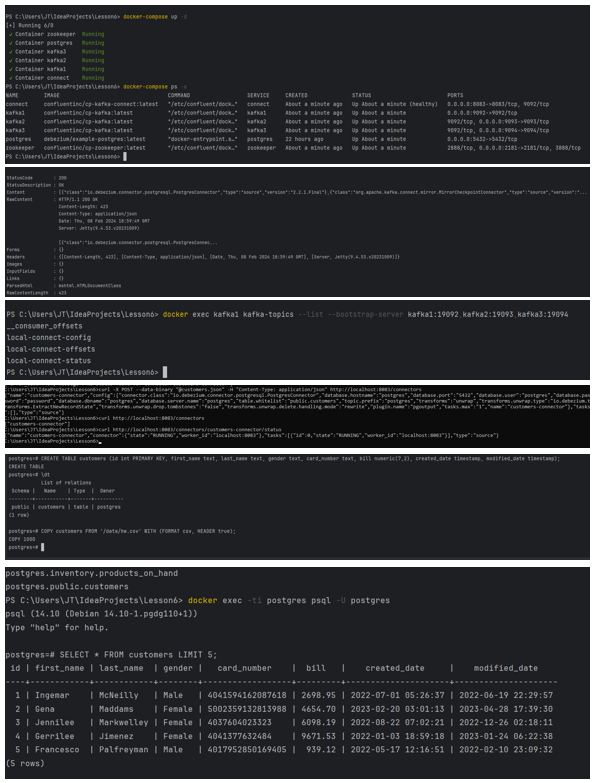 PS C:\Users\JT\IdeaProjects\Lesson6> docker-compose up -d
[+] Running 6/0
✓ Container zookeeper Running
✓ Container postgres Running
✓ Container kafka3 Running
✓ Container kafka2 Running
✓ Container kafka1 Running
✓ Container connect Running
PS C:\Users\JT\IdeaProjects\Lesson6> docker-compose ps -a
NAME IMAGE COMMAND SERVICE CREATED STATUS PORTS
connect confluentinc/cp-kafka-connect:latest "/etc/confluent/dock…" connect About a minute ago Up About a minute (healthy) 0.0.0.0:8083->8083/tcp, 9092/tcp
kafka1 confluentinc/cp-kafka:latest "/etc/confluent/dock…" kafka1 About a minute ago Up About a minute 0.0.0.0:9092->9092/tcp
kafka2 confluentinc/cp-kafka:latest "/etc/confluent/dock…" kafka2 About a minute ago Up About a minute 9092/tcp, 0.0.0.0:9093->9093/tcp
kafka3 confluentinc/cp-kafka:latest "/etc/confluent/dock…" kafka3 About a minute ago Up About a minute 9092/tcp, 0.0.0.0:9094->9094/tcp
postgres debezium/example-postgres:latest "docker-entrypoint.s…" postgres 22 hours ago Up About a minute 0.0.0.0:5432->5432/tcp
zookeeper confluentinc/cp-zookeeper:latest "/etc/confluent/dock…" zookeeper About a minute ago Up About a minute 2888/tcp, 0.0.0.0:2181->2181/tcp, 3888/tcp
PS C:\Users\JT\IdeaProjects\Lesson6>
StatusCode : 200
StatusDescription : OK
Content : [{"class":"io.debezium.connector.postgresql.PostgresConnector","type":"source","version":"2.2.1.Final"},{"class":"org.apache.kafka.connect.mirror.MirrorCheckpointConnector","type":"source","version":"...
RawContent : HTTP/1.1 200 OK
Content-Length: 423
Content-Type: application/json
Date: Thu, 08 Feb 2024 18:59:49 GMT
Server: Jetty(9.4.53.v20231009)
[{"class":"io.debezium.connector.postgresql.PostgresConnec...
Forms : {}
Headers : {[Content-Length, 423], [Content-Type, application/json], [Date, Thu, 08 Feb 2024 18:59:49 GMT], [Server, Jetty(9.4.53.v20231009)]}
Images : {}
InputFields : {}
Links : {}
ParsedHtml : mshtml.HTMLDocumentClass
RawContentLength : 423
PS C:\Users\JT\IdeaProjects\Lesson6> docker exec kafka1 kafka-topics --list --bootstrap-server kafka1:19092,kafka2:19093,kafka3:19094
__consumer_offsets
local-connect-config
local-connect-offsets
local-connect-status
PS C:\Users\JT\IdeaProjects\Lesson6>
C:\Users\JT\IdeaProjects\Lesson6>curl -X POST --data-binary "@customers.json" -H "Content-Type: application/json" http://localhost:8083/connectors
{"name":"customers-connector","config":{"connector.class":"io.debezium.connector.postgresql.PostgresConnector","database.hostname":"postgres","database.port":"5432","database.user":"postgres","database.pas
sword":"password","database.dbname":"postgres","database.server.name":"postgres","table.whitelist":"public.customers","topic.prefix":"postgres","transforms":"unwrap","transforms.unwrap.type":"io.debezium.t
ransforms.ExtractNewRecordState","transforms.unwrap.drop.tombstones":"false","transforms.unwrap.delete.handling.mode":"rewrite","plugin.name":"pgoutput","tasks.max":"1","name":"customers-connector"},"tasks"
:[],"type":"source"}
C:\Users\JT\IdeaProjects\Lesson6>curl http://localhost:8083/connectors
["customers-connector"]
C:\Users\JT\IdeaProjects\Lesson6>curl http://localhost:8083/connectors/customers-connector/status
{"name":"customers-connector","connector":{"state":"RUNNING","worker_id":"localhost:8083"},"tasks":[{"id":0,"state":"RUNNING","worker_id":"localhost:8083"}],"type":"source"}
C:\Users\JT\IdeaProjects\Lesson6>
postgres=# CREATE TABLE customers (id int PRIMARY KEY, first_name text, last_name text, gender text, card_number text, bill numeric(7,2), created_date timestamp, modified_date timestamp);
CREATE TABLE
postgres=# \dt
List of relations
Schema | Name | Type | Owner
--------+-----------+-------+----------
public | customers | table | postgres
(1 row)
postgres=# COPY customers FROM '/data/hw.csv' WITH (FORMAT csv, HEADER true);
COPY 1000
postgres=#
postgres.inventory.products_on_hand
postgres.public.customers
PS C:\Users\JT\IdeaProjects\Lesson6> docker exec -ti postgres psql -U postgres
psql (14.10 (Debian 14.10-1.pgdg110+1))
Type "help" for help.
postgres=# SELECT * FROM customers LIMIT 5;
id | first_name | last_name | gender | card_number | bill | created_date | modified_date
----+------------+------------+--------+------------------+---------+---------------------+---------------------
1 | Ingemar | McNeilly | Male | 4041594162087618 | 2698.95 | 2022-07-01 05:26:37 | 2022-06-19 22:29:57
2 | Gena | Maddams | Female | 5002359132813988 | 4654.70 | 2023-02-20 03:01:13 | 2023-04-28 17:39:30
3 | Jennilee | Markwelley | Female | 4037604023323 | 6098.19 | 2022-08-22 07:02:21 | 2022-12-26 02:18:11
4 | Gerrilee | Jimenez | Female | 4041377632484 | 9671.53 | 2022-01-03 18:59:18 | 2023-01-24 06:22:38
5 | Francesco | Palfreyman | Male | 4017952850169405 | 939.12 | 2022-05-17 12:16:51 | 2022-02-10 23:09:32
(5 rows)